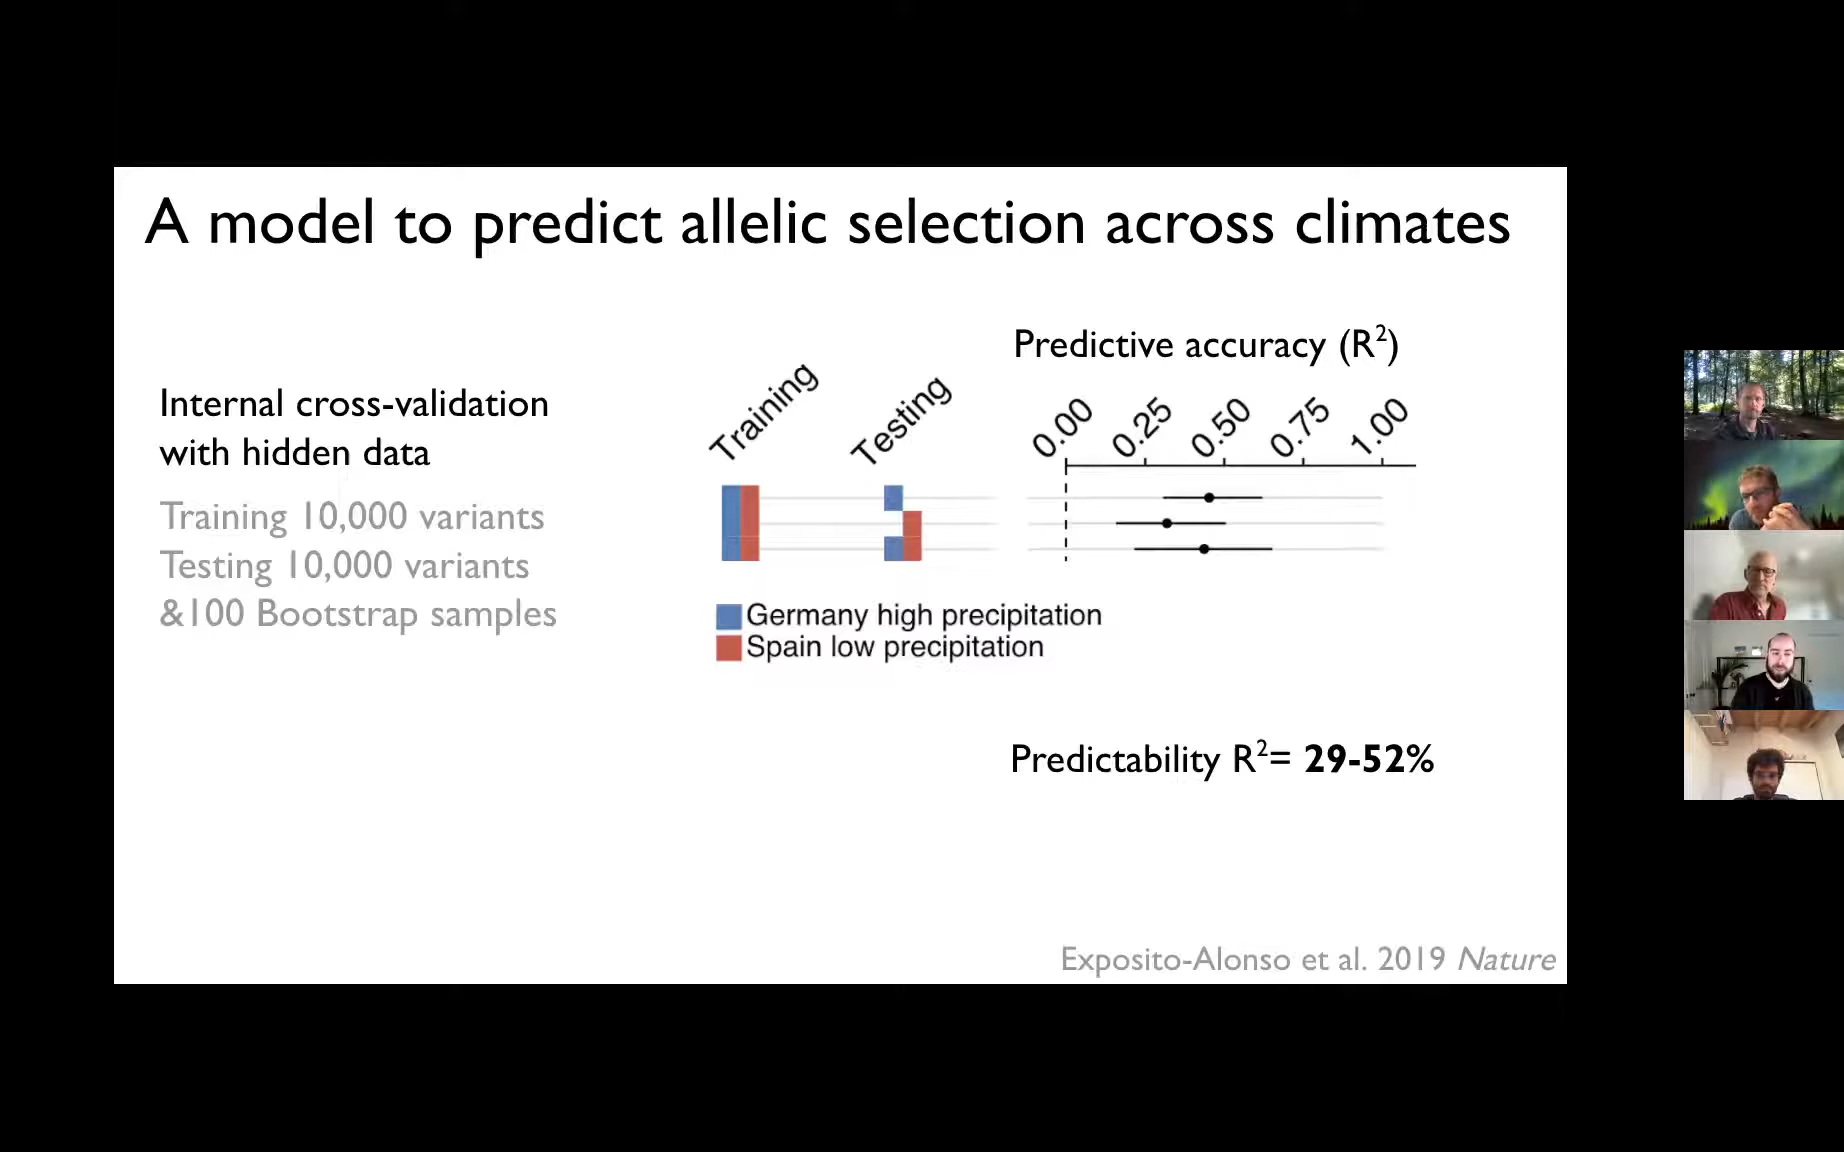 A model to predict allelic selection across climates
Internal cross-validation
with hidden data
Training 10,000 variants
Testing 10,000 variants
&100 Bootstrap samples
Predictive accuracy (R²)
Training
Testing
0.00
0.25
0.50
0.75
1.00
Germany high precipitation
Spain low precipitation
Predictability R²= 29-52%
Exposito-Alonso et al. 2019 Nature